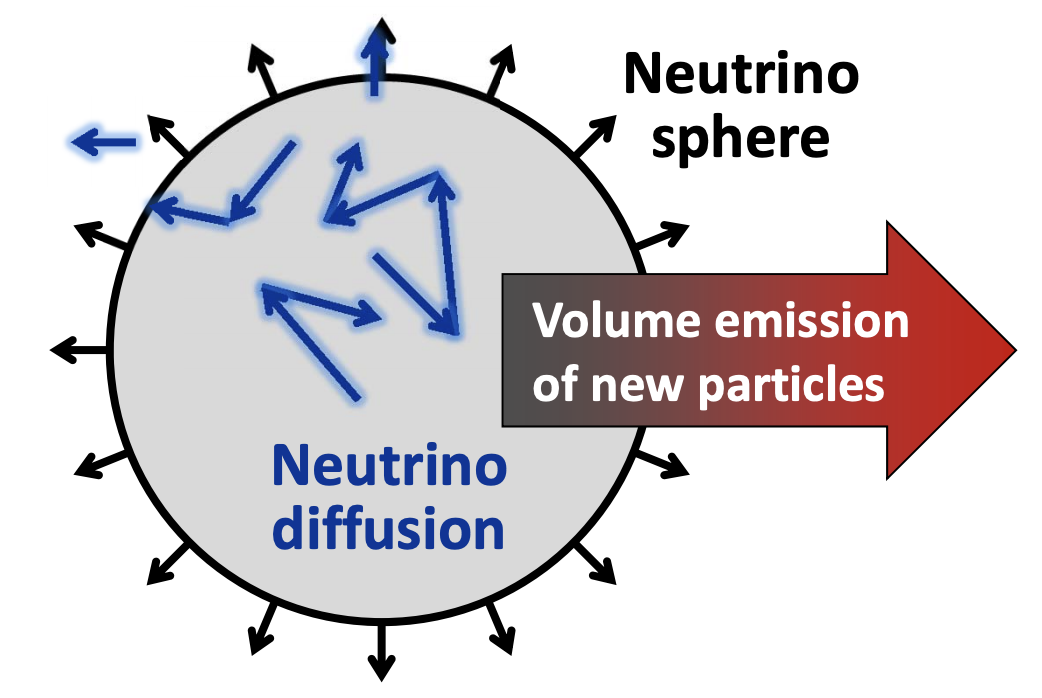 Neutrino
sphere
Volume emission
of new particles
Neutrino
diffusion